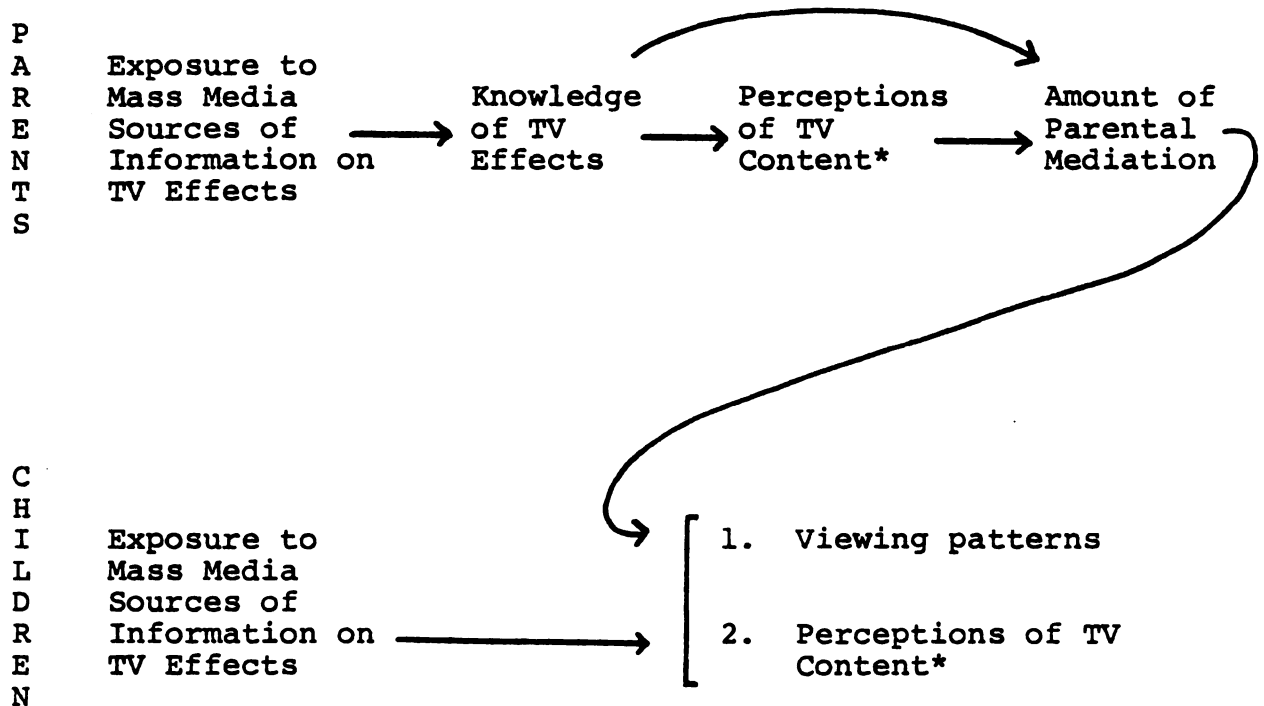 PARENTS
Exposure to
Mass Media
Sources of
Information on
TV Effects
Knowledge
of TV
Effects
Perceptions
of TV
Content*
Amount of
Parental
Mediation
CHILDREN
Exposure to
Mass Media
Sources of
Information on
TV Effects
1. Viewing patterns
2. Perceptions of TV
Content*